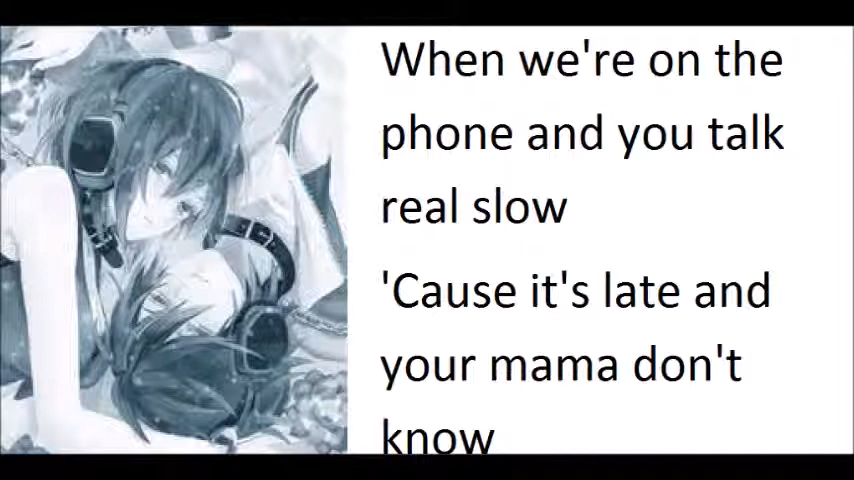 When we're on the
phone and you talk
real slow
'Cause it's late and
your mama don't
know